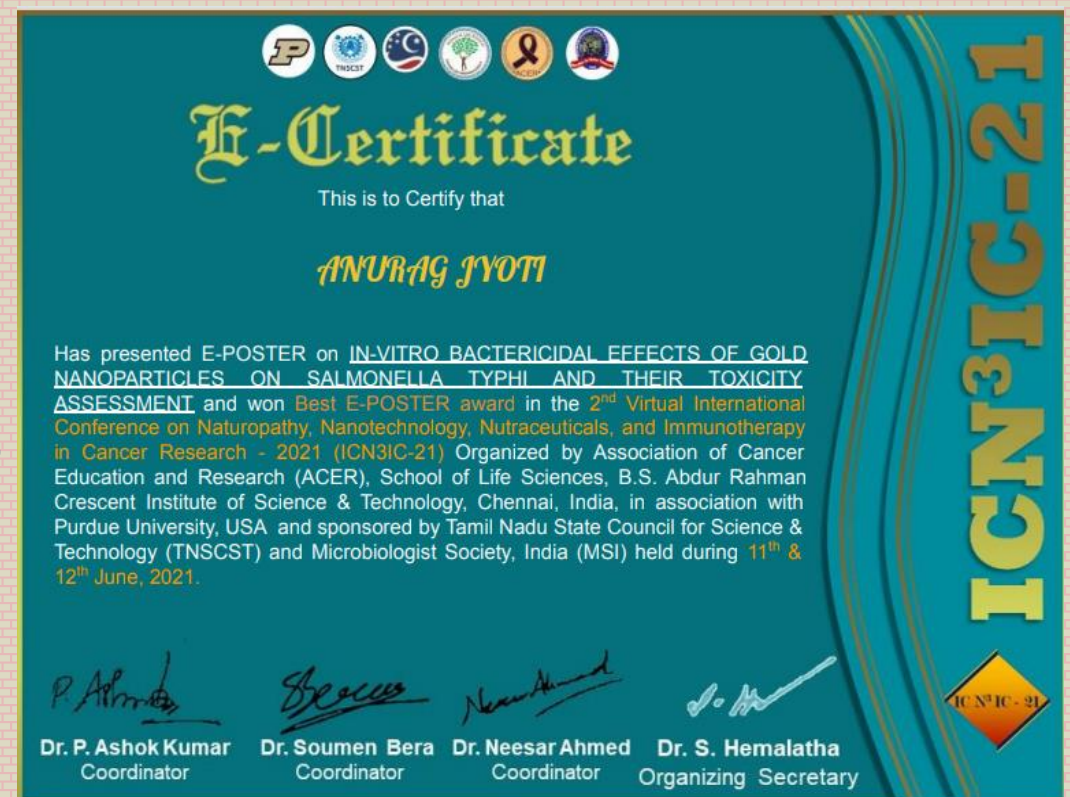 P
TNSCST
ACER
E-Certificate
This is to Certify that
ANURAG JYOTI
Has presented E-POSTER on IN-VITRO BACTERICIDAL EFFECTS OF GOLD
NANOPARTICLES ON SALMONELLA TYPHI AND THEIR TOXICITY
ASSESSMENT and won Best E-POSTER award in the 2nd Virtual International
Conference on Naturopathy, Nanotechnology, Nutraceuticals, and Immunotherapy
in Cancer Research - 2021 (ICN3IC-21) Organized by Association of Cancer
Education and Research (ACER), School of Life Sciences, B.S. Abdur Rahman
Crescent Institute of Science & Technology, Chennai, India, in association with
Purdue University, USA and sponsored by Tamil Nadu State Council for Science &
Technology (TNSCST) and Microbiologist Society, India (MSI) held during 11th &
12th June, 2021.
Dr. P. Ashok Kumar
Coordinator
Dr. Soumen Bera
Coordinator
Dr. Neesar Ahmed
Coordinator
Dr. S. Hemalatha
Organizing Secretary
ICN³IC-21
IC N³ IC - 21